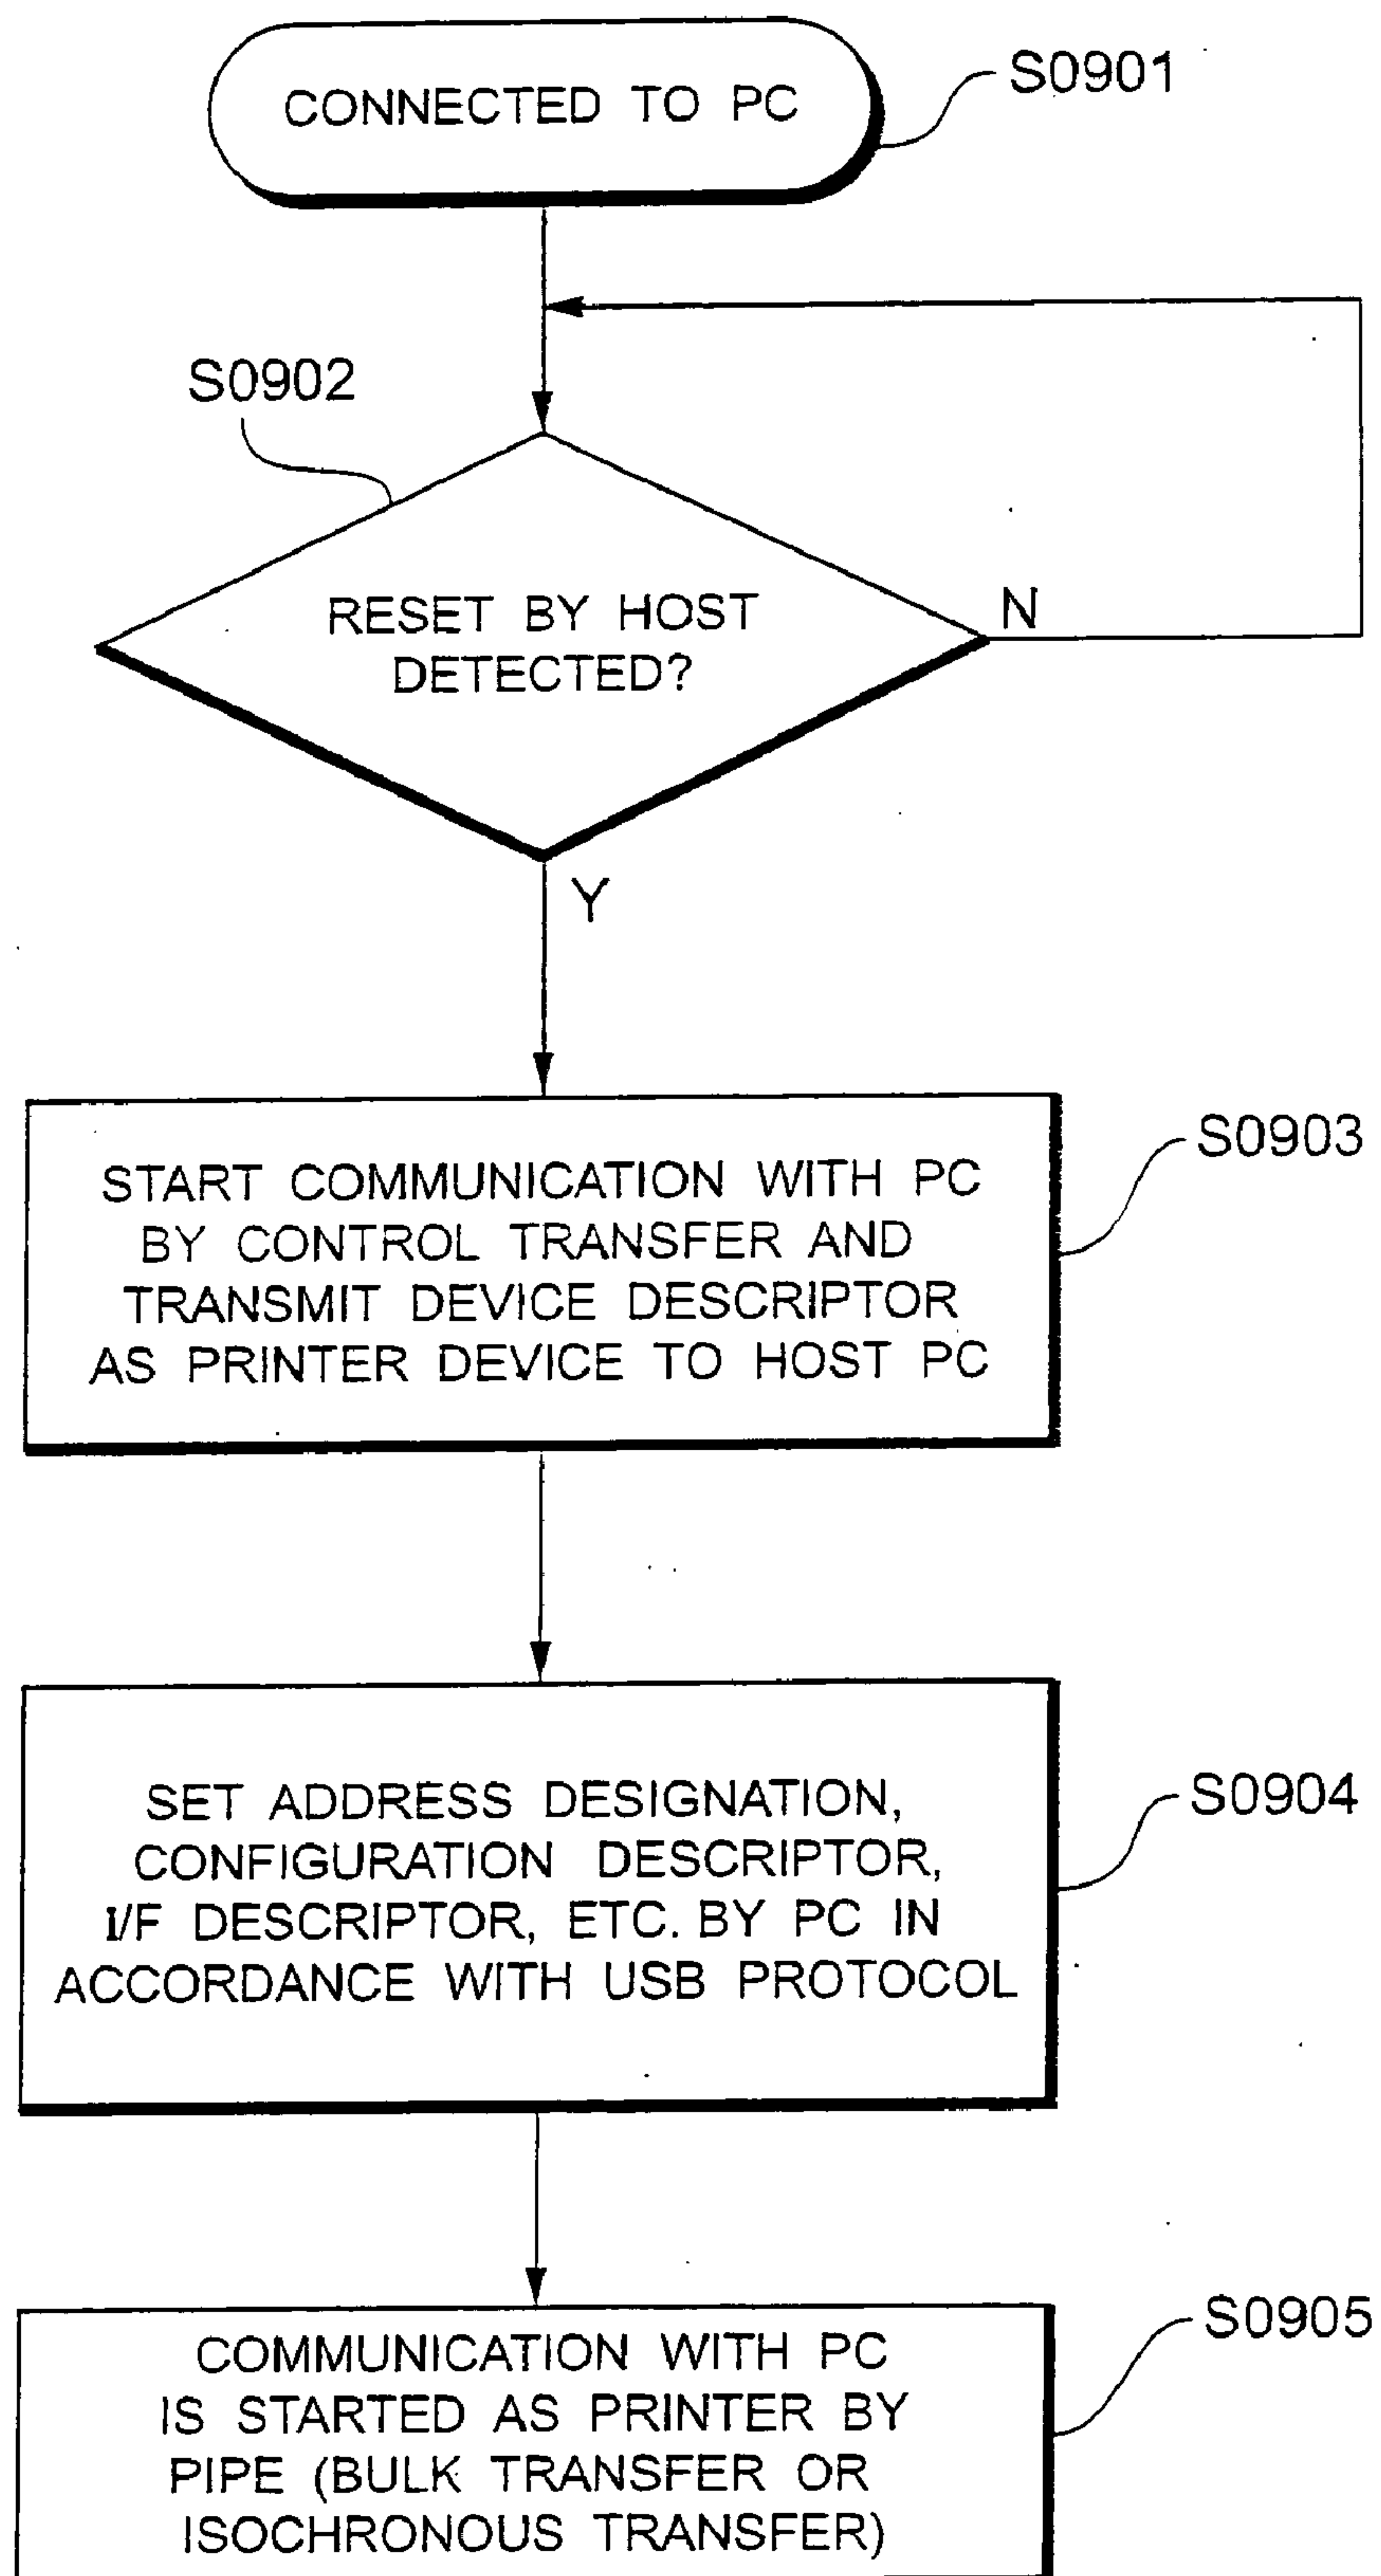 CONNECTED TO PC
S0901
S0902
RESET BY HOST
DETECTED?
N
Y
START COMMUNICATION WITH PC
BY CONTROL TRANSFER AND
TRANSMIT DEVICE DESCRIPTOR
AS PRINTER DEVICE TO HOST PC
S0903
SET ADDRESS DESIGNATION,
CONFIGURATION DESCRIPTOR,
I/F DESCRIPTOR, ETC. BY PC IN
ACCORDANCE WITH USB PROTOCOL
S0904
COMMUNICATION WITH PC
IS STARTED AS PRINTER BY
PIPE (BULK TRANSFER OR
ISOCHRONOUS TRANSFER)
S0905